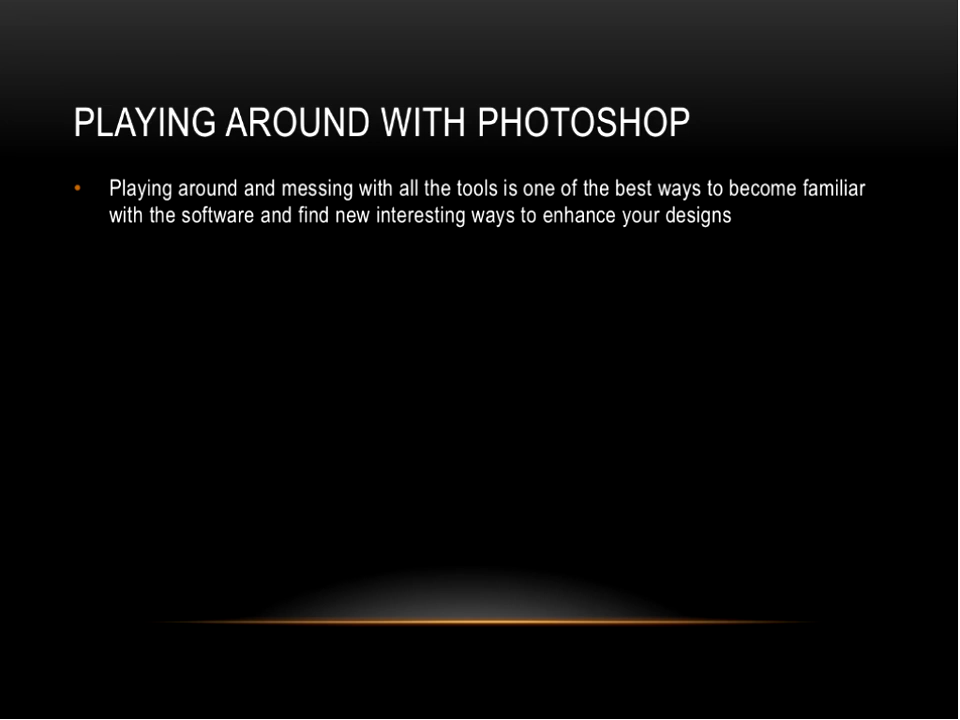 PLAYING AROUND WITH PHOTOSHOP
• Playing around and messing with all the tools is one of the best ways to become familiar
with the software and find new interesting ways to enhance your designs